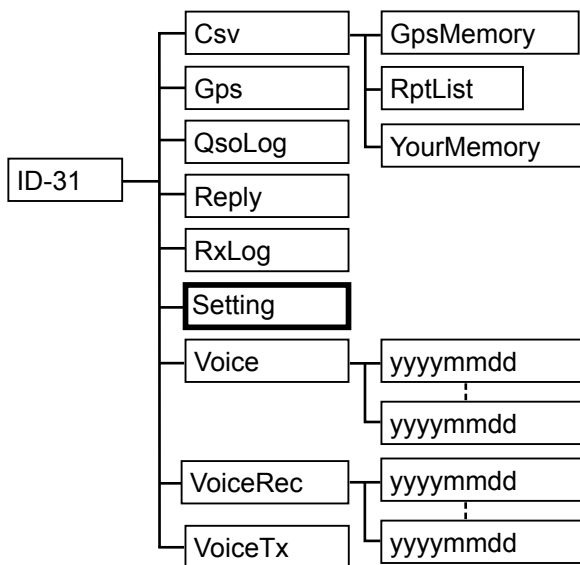 Csv
GpsMemory
Gps
RptList
QsoLog
YourMemory
ID-31
Reply
RxLog
Setting
Voice
yyyymmdd
yyyymmdd
VoiceRec
yyyymmdd
VoiceTx
yyyymmdd